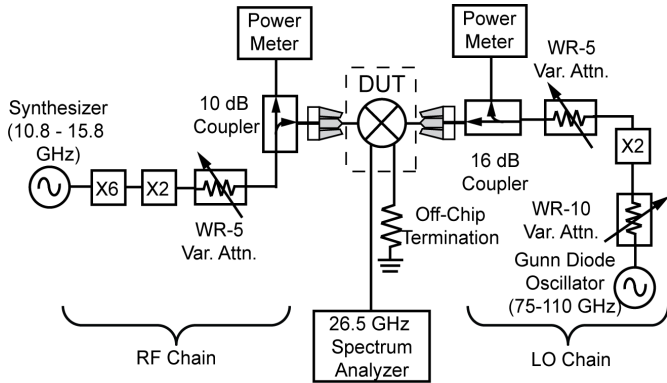 Power
Meter
Power
Meter
WR-5
Var. Attn.
DUT
10 dB
Coupler
Synthesizer
(10.8 - 15.8
GHz)
X6
X2
WR-5
Var. Attn.
16 dB
Coupler
X2
Off-Chip
Termination
WR-10
Var. Attn.
Gunn Diode
Oscillator
(75-110 GHz)
26.5 GHz
Spectrum
Analyzer
RF Chain
LO Chain